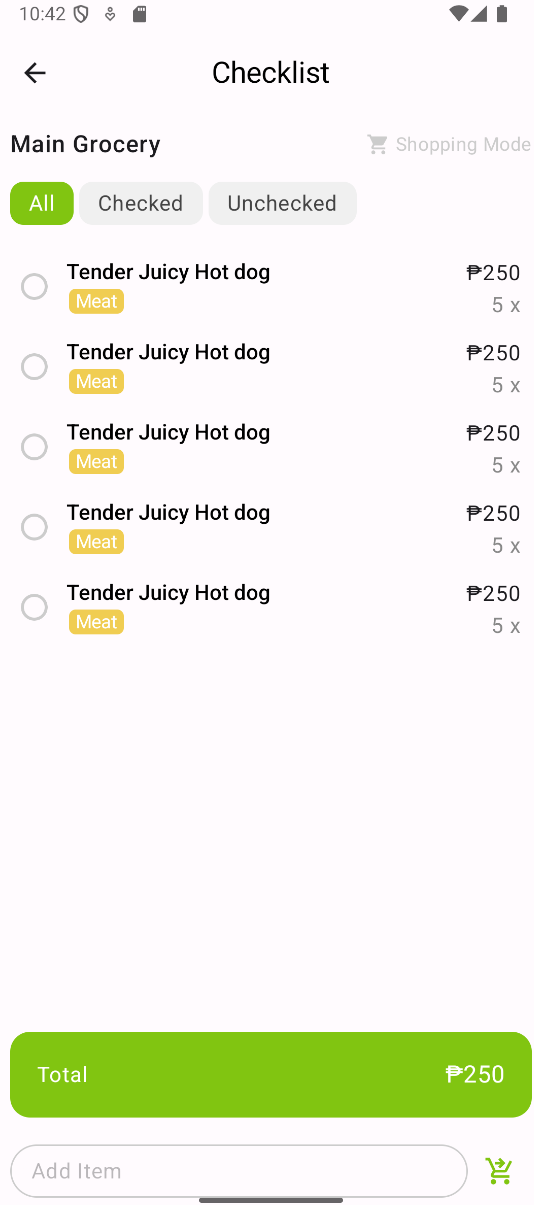 10:42
Checklist
Main Grocery Shopping Mode
All Checked Unchecked
Tender Juicy Hot dog ₱250
Meat 5 x
Tender Juicy Hot dog ₱250
Meat 5 x
Tender Juicy Hot dog ₱250
Meat 5 x
Tender Juicy Hot dog ₱250
Meat 5 x
Tender Juicy Hot dog ₱250
Meat 5 x
Total ₱250
Add Item